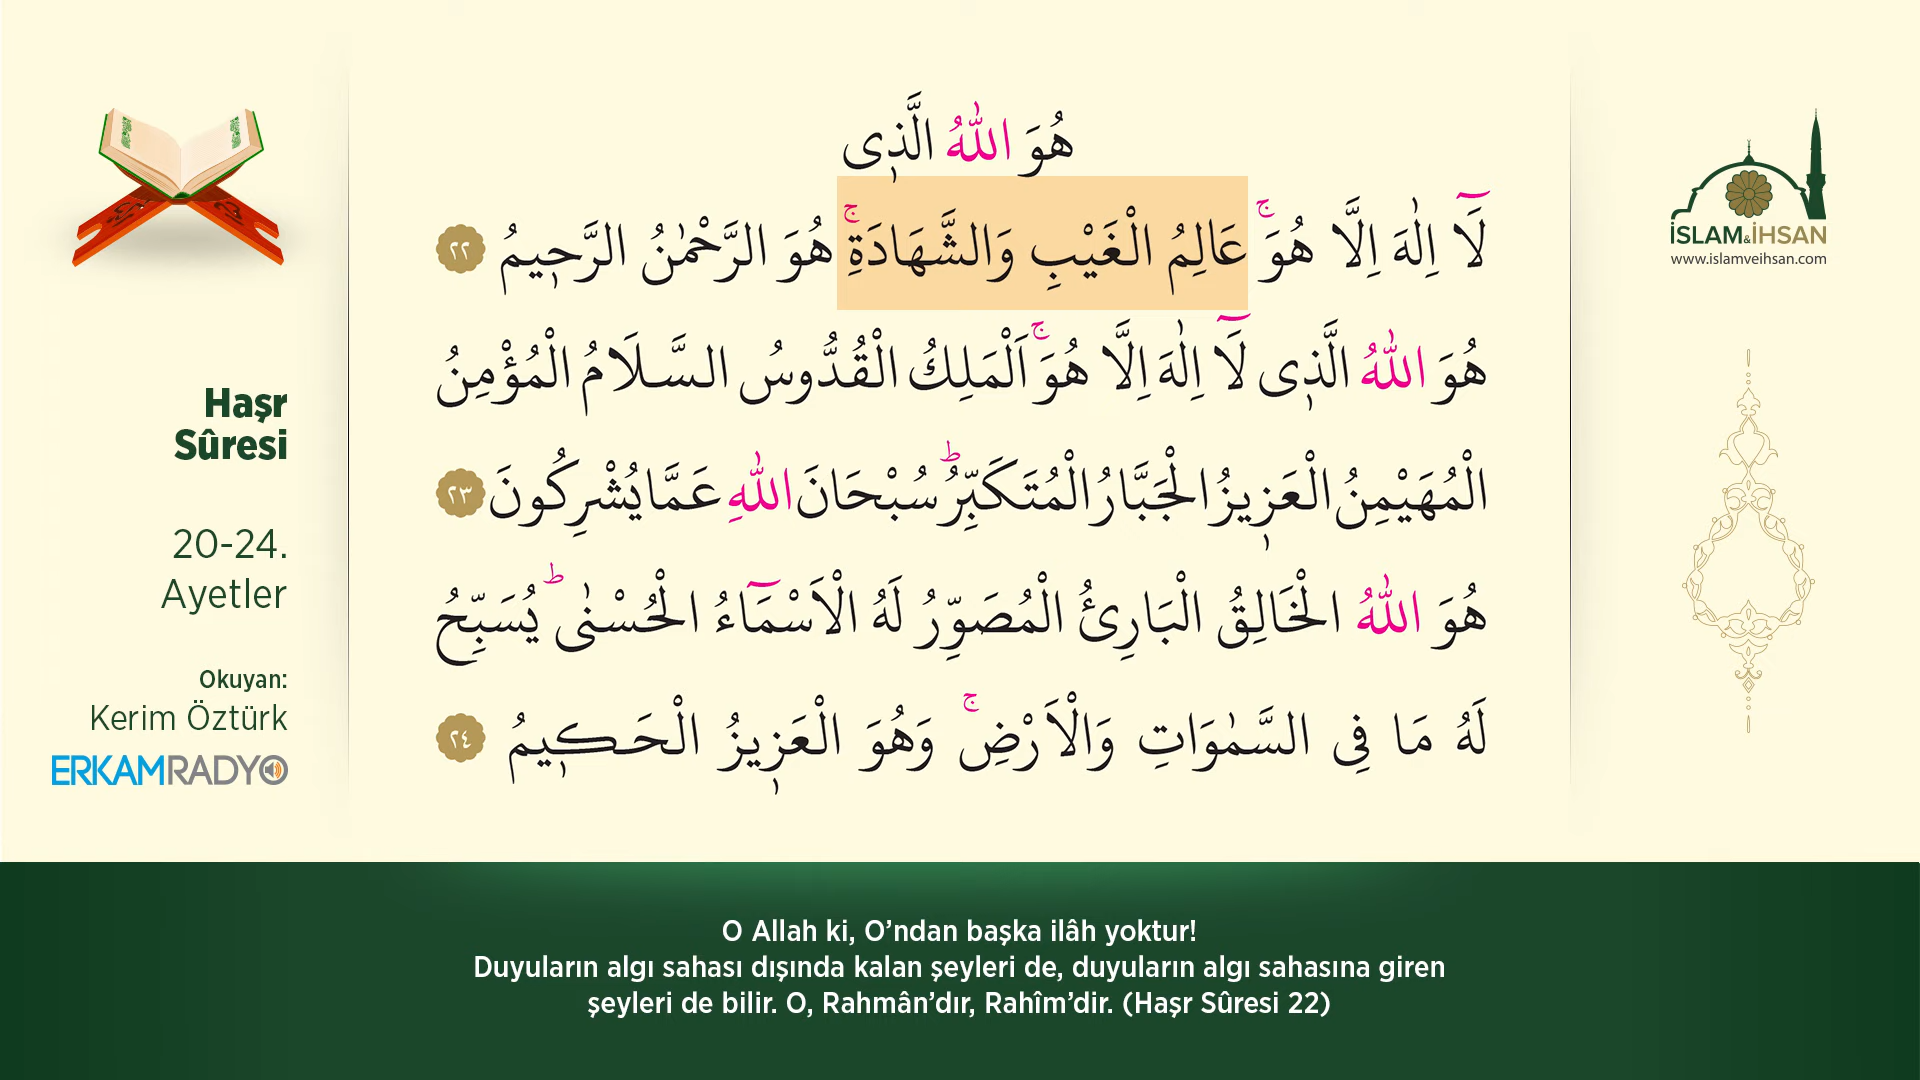 هُوَ اللّٰهُ الَّذ۪ى
لَٓا اِلٰهَ اِلَّا هُوَۚ عَالِمُ الْغَيْبِ وَالشَّهَادَةِۚ هُوَ الرَّحْمٰنُ الرَّح۪يمُ ٢٢
هُوَ اللّٰهُ الَّذ۪ى لَٓا اِلٰهَ اِلَّا هُوَۚ اَلْمَلِكُ الْقُدُّوسُ السَّلَامُ الْمُؤْمِنُ
الْمُهَيْمِنُ الْعَز۪يزُ الْجَبَّارُ الْمُتَكَبِّرُۜ سُبْحَانَ اللّٰهِ عَمَّا يُشْرِكُونَ ٢٣
هُوَ اللّٰهُ الْخَالِقُ الْبَارِئُ الْمُصَوِّرُ لَهُ الْاَسْمَٓاءُ الْحُسْنٰىۜ يُسَبِّحُ
لَهُ مَا فِى السَّمٰوَاتِ وَالْاَرْضِۚ وَهُوَ الْعَز۪يزُ الْحَك۪يمُ ٢٤
Haşr
Sûresi
20-24.
Ayetler
Okuyan:
Kerim Öztürk
ERKAMRADYO
İSLAM&İHSAN
www.islamveihsan.com
O Allah ki, O’ndan başka ilâh yoktur!
Duyuların algı sahası dışında kalan şeyleri de, duyuların algı sahasına giren
şeyleri de bilir. O, Rahmân’dır, Rahîm’dir. (Haşr Sûresi 22)